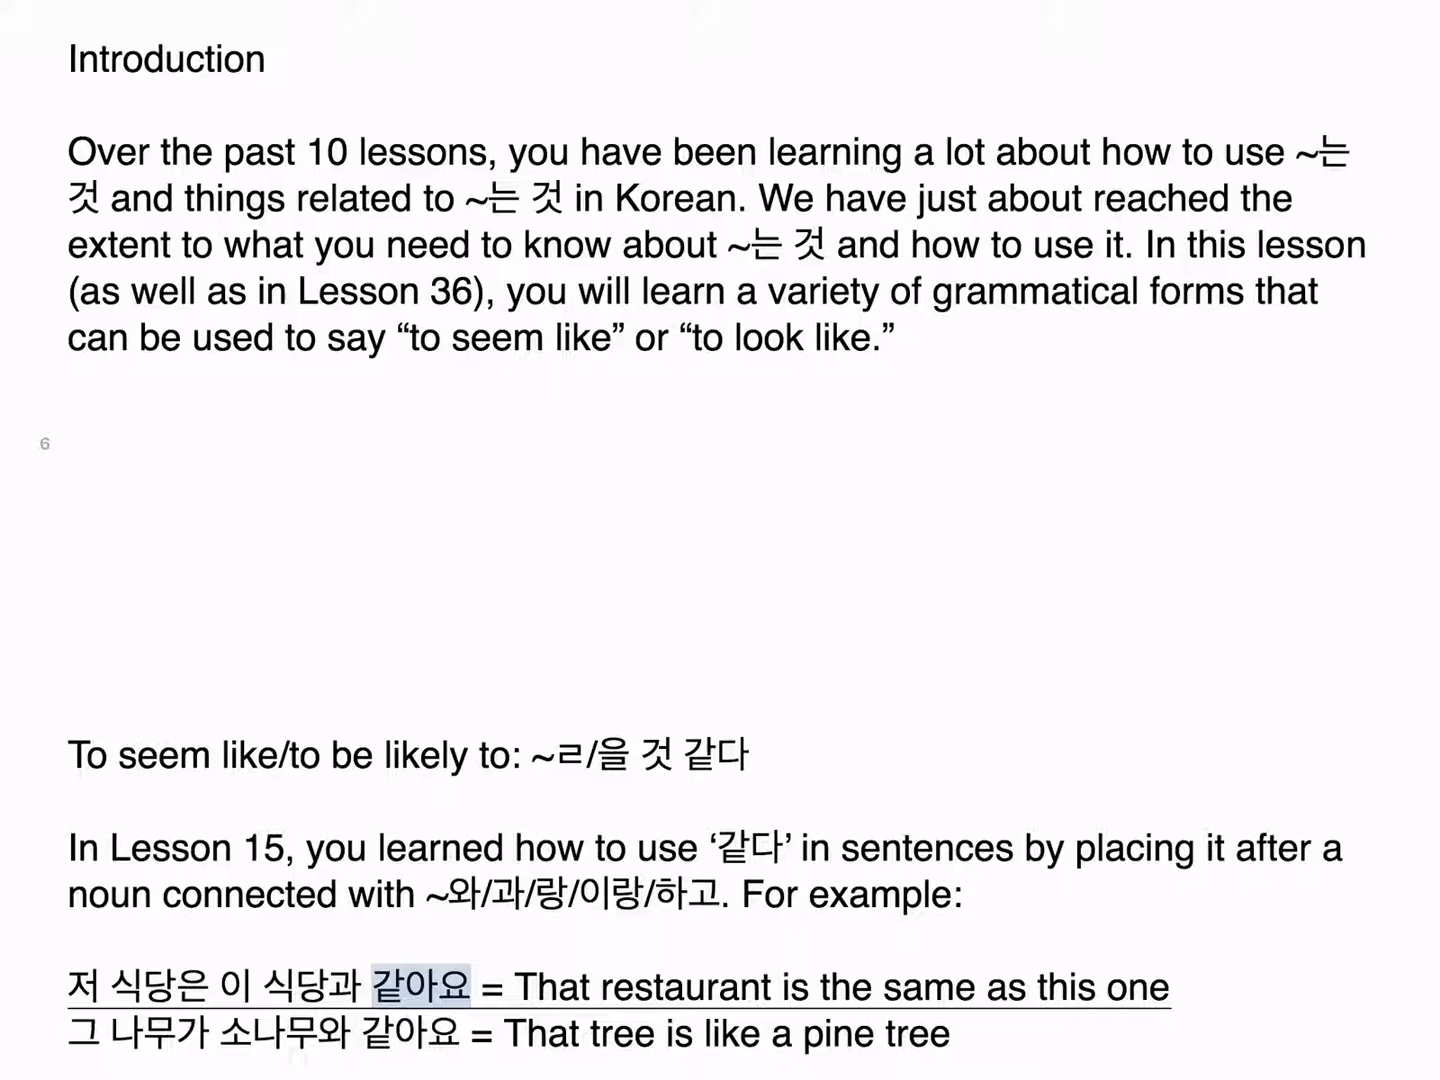 Introduction
Over the past 10 lessons, you have been learning a lot about how to use ~는
것 and things related to ~는 것 in Korean. We have just about reached the
extent to what you need to know about ~는 것 and how to use it. In this lesson
(as well as in Lesson 36), you will learn a variety of grammatical forms that
can be used to say “to seem like” or “to look like.”
6
To seem like/to be likely to: ~ㄹ/을 것 같다
In Lesson 15, you learned how to use ‘같다’ in sentences by placing it after a
noun connected with ~와/과/랑/이랑/하고. For example:
저 식당은 이 식당과 같아요 = That restaurant is the same as this one
그 나무가 소나무와 같아요 = That tree is like a pine tree